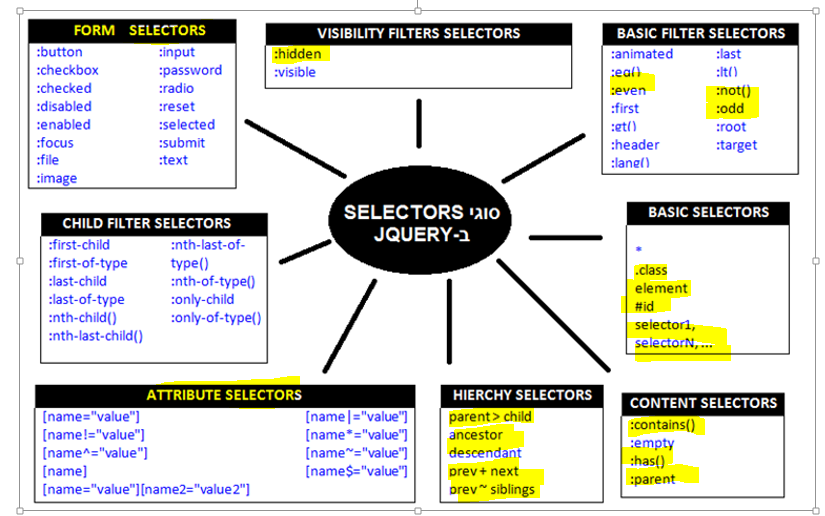 FORM SELECTORS
:button
:checkbox
:checked
:disabled
:enabled
:focus
:file
:image
:input
:password
:radio
:reset
:selected
:submit
:text
VISIBILITY FILTERS SELECTORS
:hidden
:visible
BASIC FILTER SELECTORS
:animated
:eq()
:even
:first
:gt()
:header
:lang()
:last
:lt()
:not()
:odd
:root
:target
סוגי SELECTORS
ב-JQUERY
CHILD FILTER SELECTORS
:first-child
:first-of-type
:last-child
:last-of-type
:nth-child()
:nth-last-child()
:nth-last-of-
type()
:nth-of-type()
:only-child
:only-of-type()
BASIC SELECTORS
*
.class
element
#id
selector1,
selectorN, ...
ATTRIBUTE SELECTORS
[name="value"]
[name!="value"]
[name^="value"]
[name]
[name="value"][name2="value2"]
[name|="value"]
[name*="value"]
[name~="value"]
[name$="value"]
HIERCHY SELECTORS
parent > child
ancestor
descendant
prev + next
prev ~ siblings
CONTENT SELECTORS
:contains()
:empty
:has()
:parent